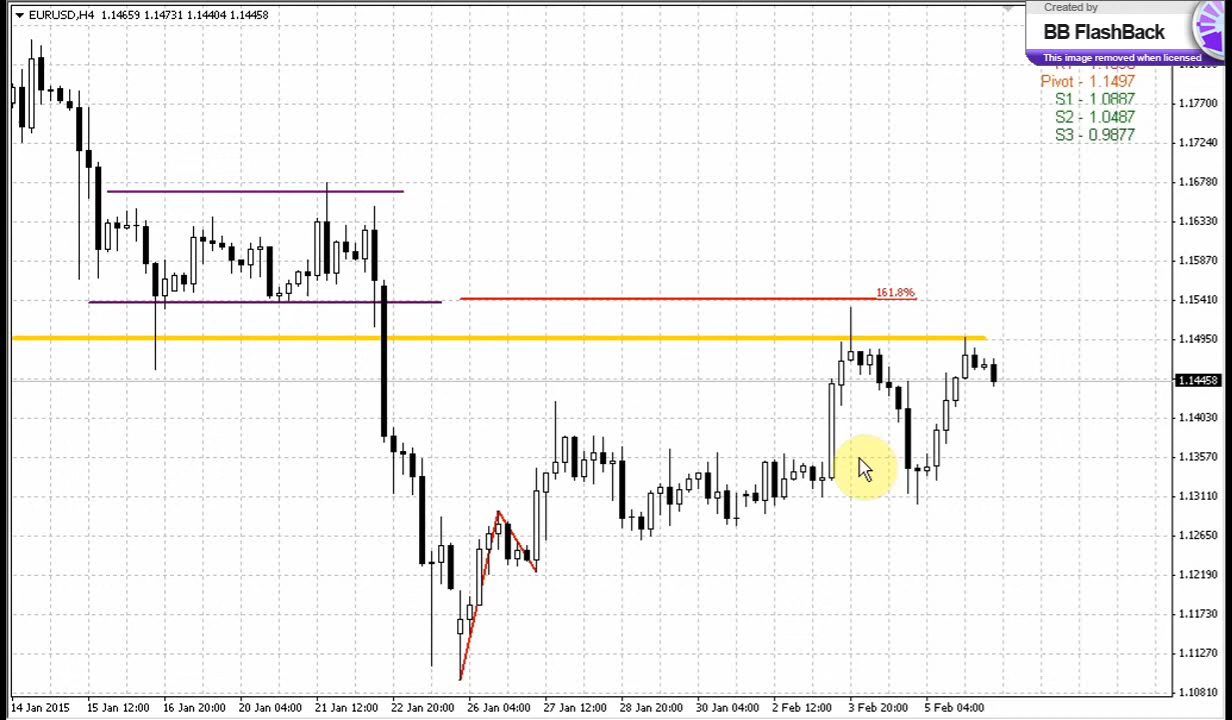 EURUSD,H4 1.14659 1.14731 1.14404 1.14458
Created by
BB FlashBack
This image removed when licensed
Pivot - 1.1497
S1 - 1.0887
S2 - 1.0487
S3 - 0.9877
1.17700
1.17240
1.16780
1.16330
1.15870
1.15410
161.8%
1.14950
1.14458
1.14030
1.13570
1.13110
1.12650
1.12190
1.11730
1.11270
1.10810
14 Jan 2015 15 Jan 12:00 16 Jan 20:00 20 Jan 04:00 21 Jan 12:00 22 Jan 20:00 26 Jan 04:00 27 Jan 12:00 28 Jan 20:00 30 Jan 04:00 2 Feb 12:00 3 Feb 20:00 5 Feb 04:00